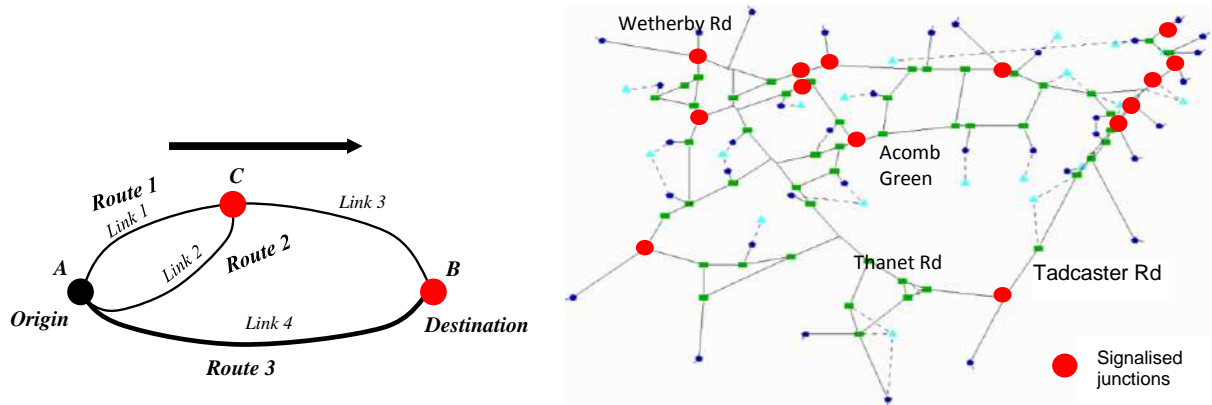 Route 1
Link 1
C
Link 3
Link 2
Route 2
A
Origin
B
Destination
Link 4
Route 3
Wetherby Rd
Acomb
Green
Thanet Rd
Tadcaster Rd
Signalised
junctions